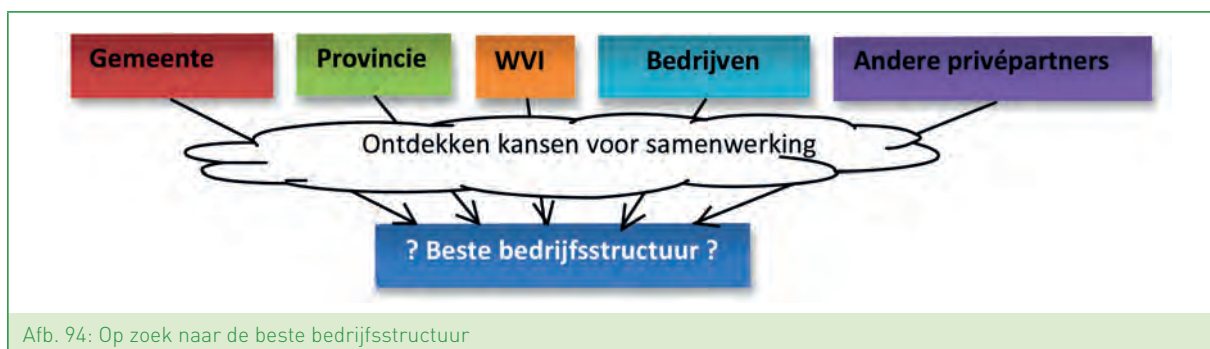 Gemeente
Provincie
WVI
Bedrijven
Andere privépartners
Ontdekken kansen voor samenwerking
? Beste bedrijfsstructuur ?
Afb. 94: Op zoek naar de beste bedrijfsstructuur